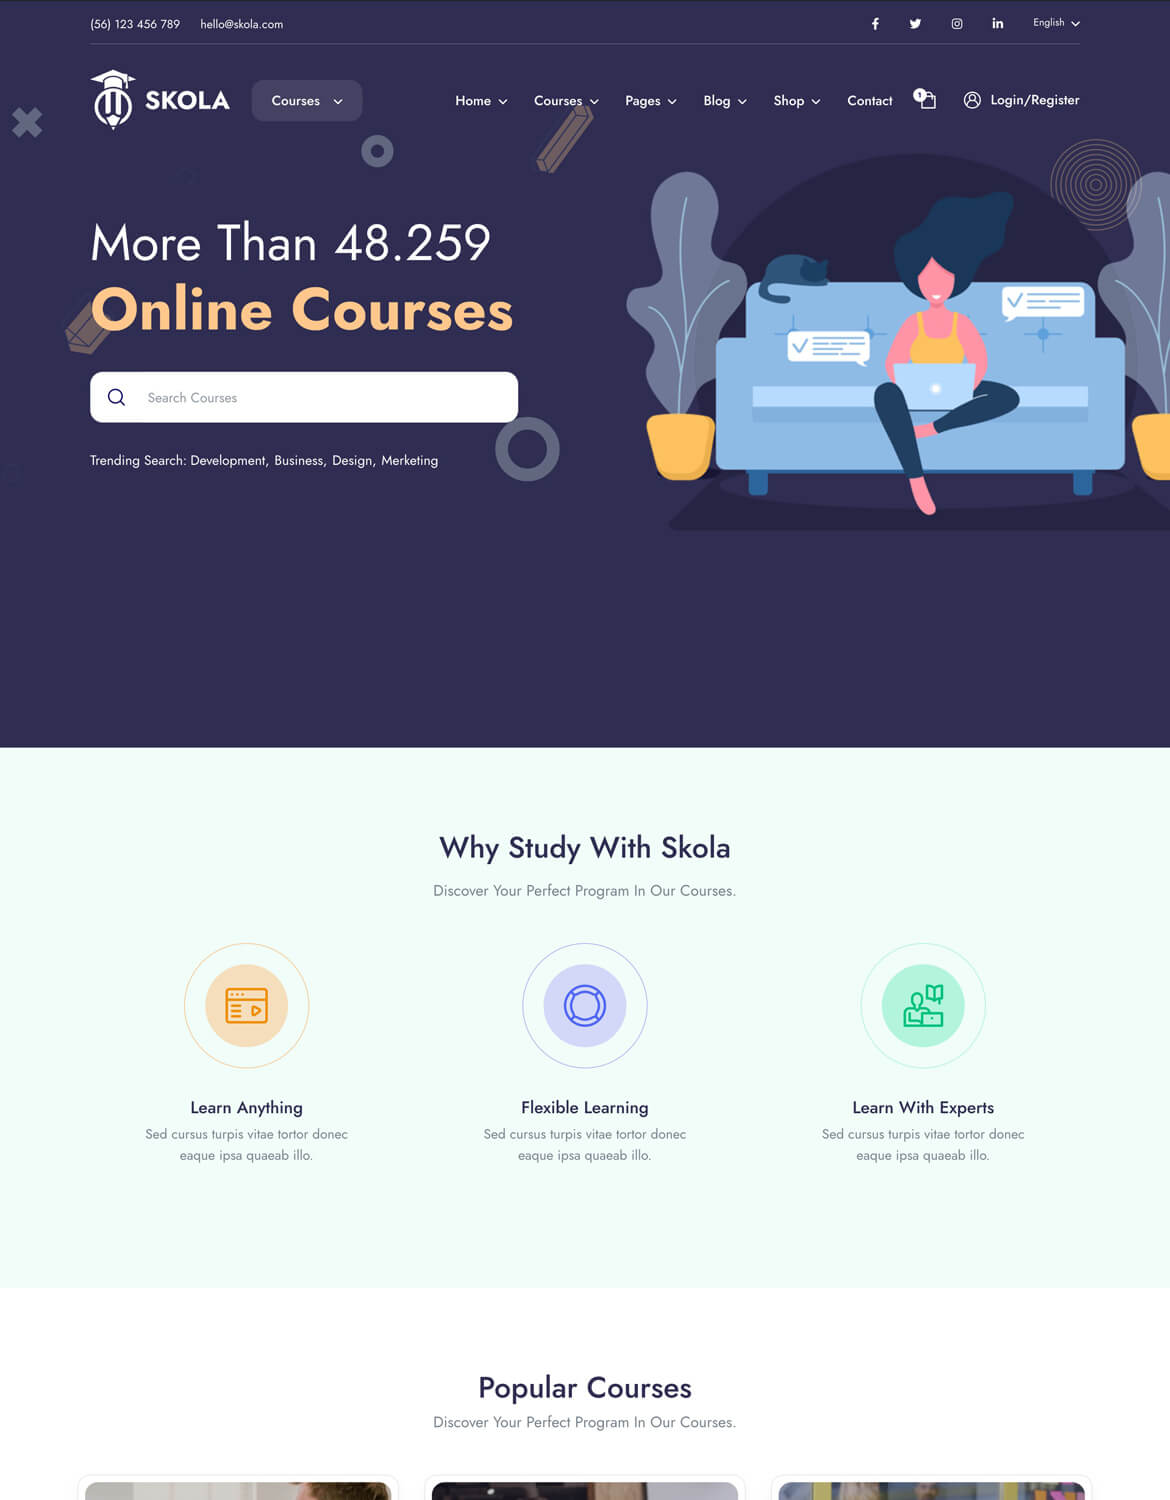 (56) 123 456 789 hello@skola.com English
SKOLA Courses Home Courses Pages Blog Shop Contact 1 Login/Register
More Than 48.259
Online Courses
Search Courses
Trending Search: Development, Business, Design, Merketing
Why Study With Skola
Discover Your Perfect Program In Our Courses.
Learn Anything
Sed cursus turpis vitae tortor donec
eaque ipsa quaeab illo.
Flexible Learning
Sed cursus turpis vitae tortor donec
eaque ipsa quaeab illo.
Learn With Experts
Sed cursus turpis vitae tortor donec
eaque ipsa quaeab illo.
Popular Courses
Discover Your Perfect Program In Our Courses.